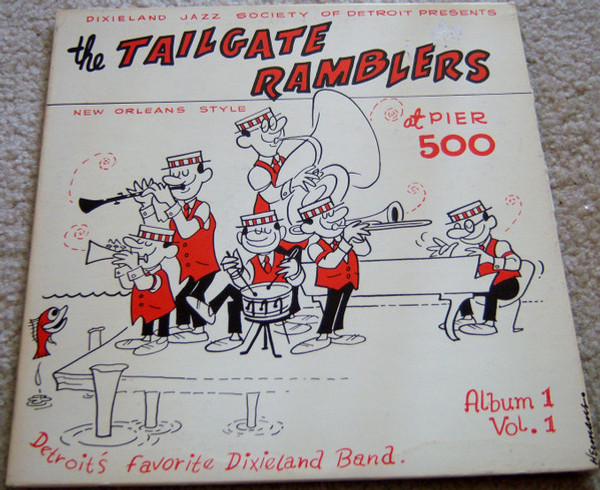 DIXIELAND JAZZ SOCIETY OF DETROIT PRESENTS
the TAILGATE
RAMBLERS
NEW ORLEANS STYLE
at PIER
500
Album 1
Vol. 1
Detroit's favorite Dixieland Band.